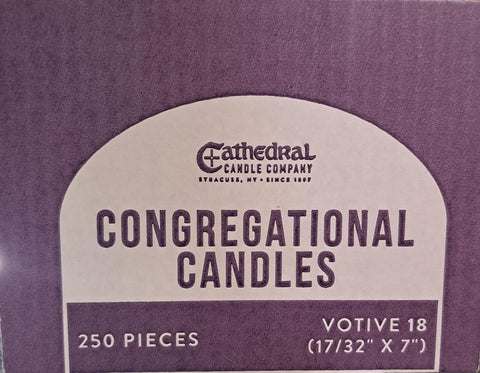 Cathedral
CANDLE COMPANY
SYRACUSE, NY • SINCE 1897
CONGREGATIONAL
CANDLES
250 PIECES
VOTIVE 18
(17/32" X 7")